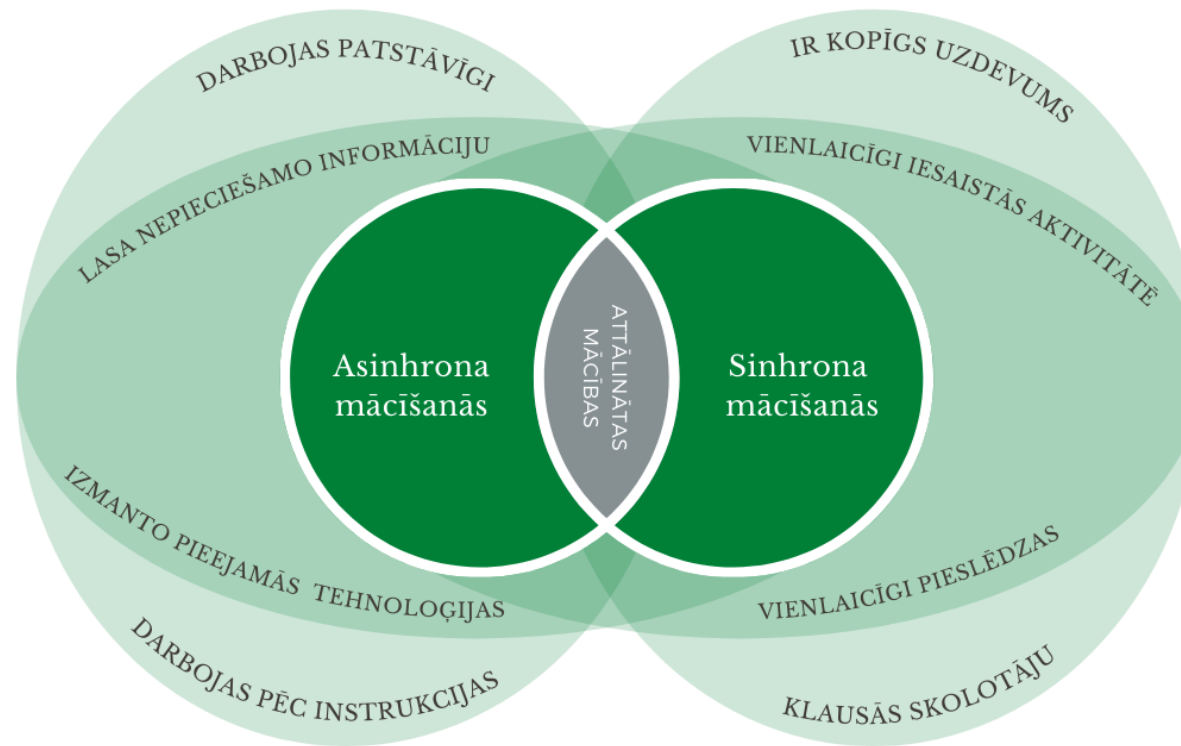 DARBOJAS PATSTĀVĪGI
IR KOPĪGS UZDEVUMS
LASA NEPIECIEŠAMO INFORMĀCIJU
VIENLAICĪGI IESAISTĀS AKTIVITĀTĒ
Asinhrona
mācīšanās
ATTĀLINĀTAS
MĀCĪBAS
Sinhrona
mācīšanās
IZMANTO PIEEJAMĀS TEHNOLOĢIJAS
VIENLAICĪGI PIESLĒDZAS
DARBOJAS PĒC INSTRUKCIJAS
KLAUSĀS SKOLOTĀJU